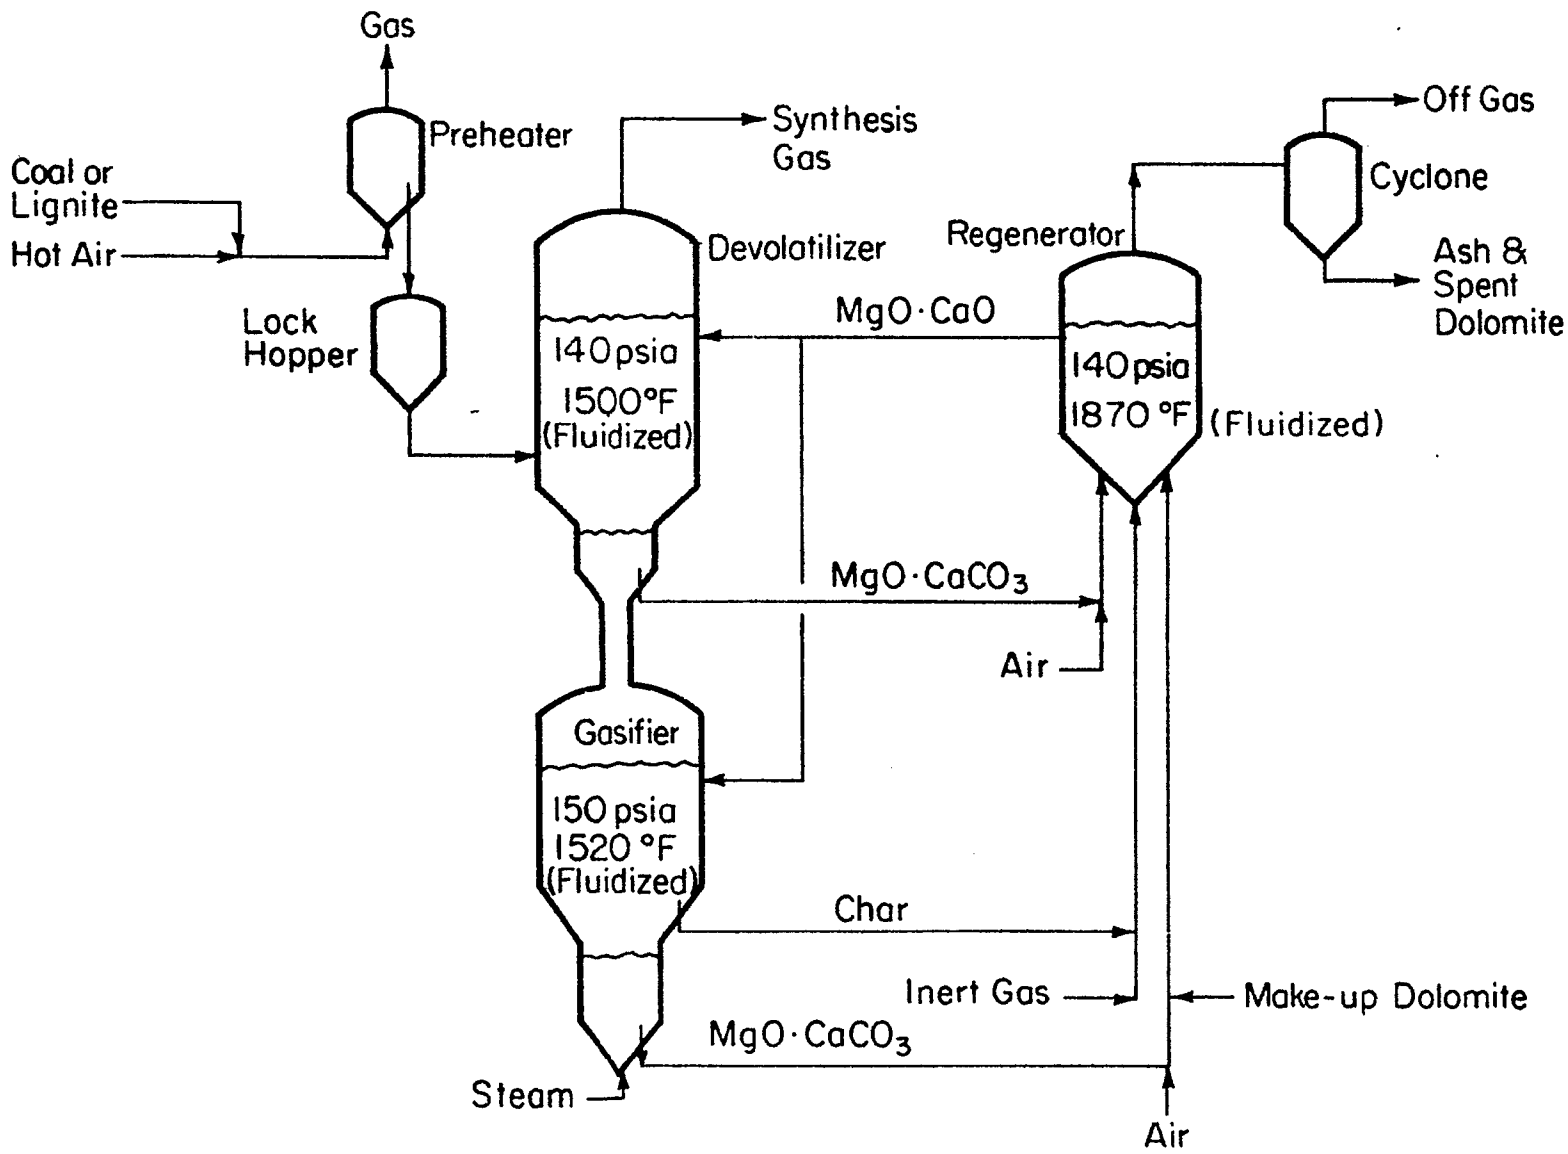 Gas
Preheater
Coal or
Lignite
Hot Air
Lock
Hopper
Synthesis
Gas
Devolatilizer
140 psia
1500°F
(Fluidized)
MgO·CaO
Regenerator
140 psia
1870 °F
(Fluidized)
Off Gas
Cyclone
Ash &
Spent
Dolomite
MgO·CaCO₃
Air
Gasifier
150 psia
1520 °F
(Fluidized)
Char
Inert Gas
Make-up Dolomite
MgO·CaCO₃
Steam
Air